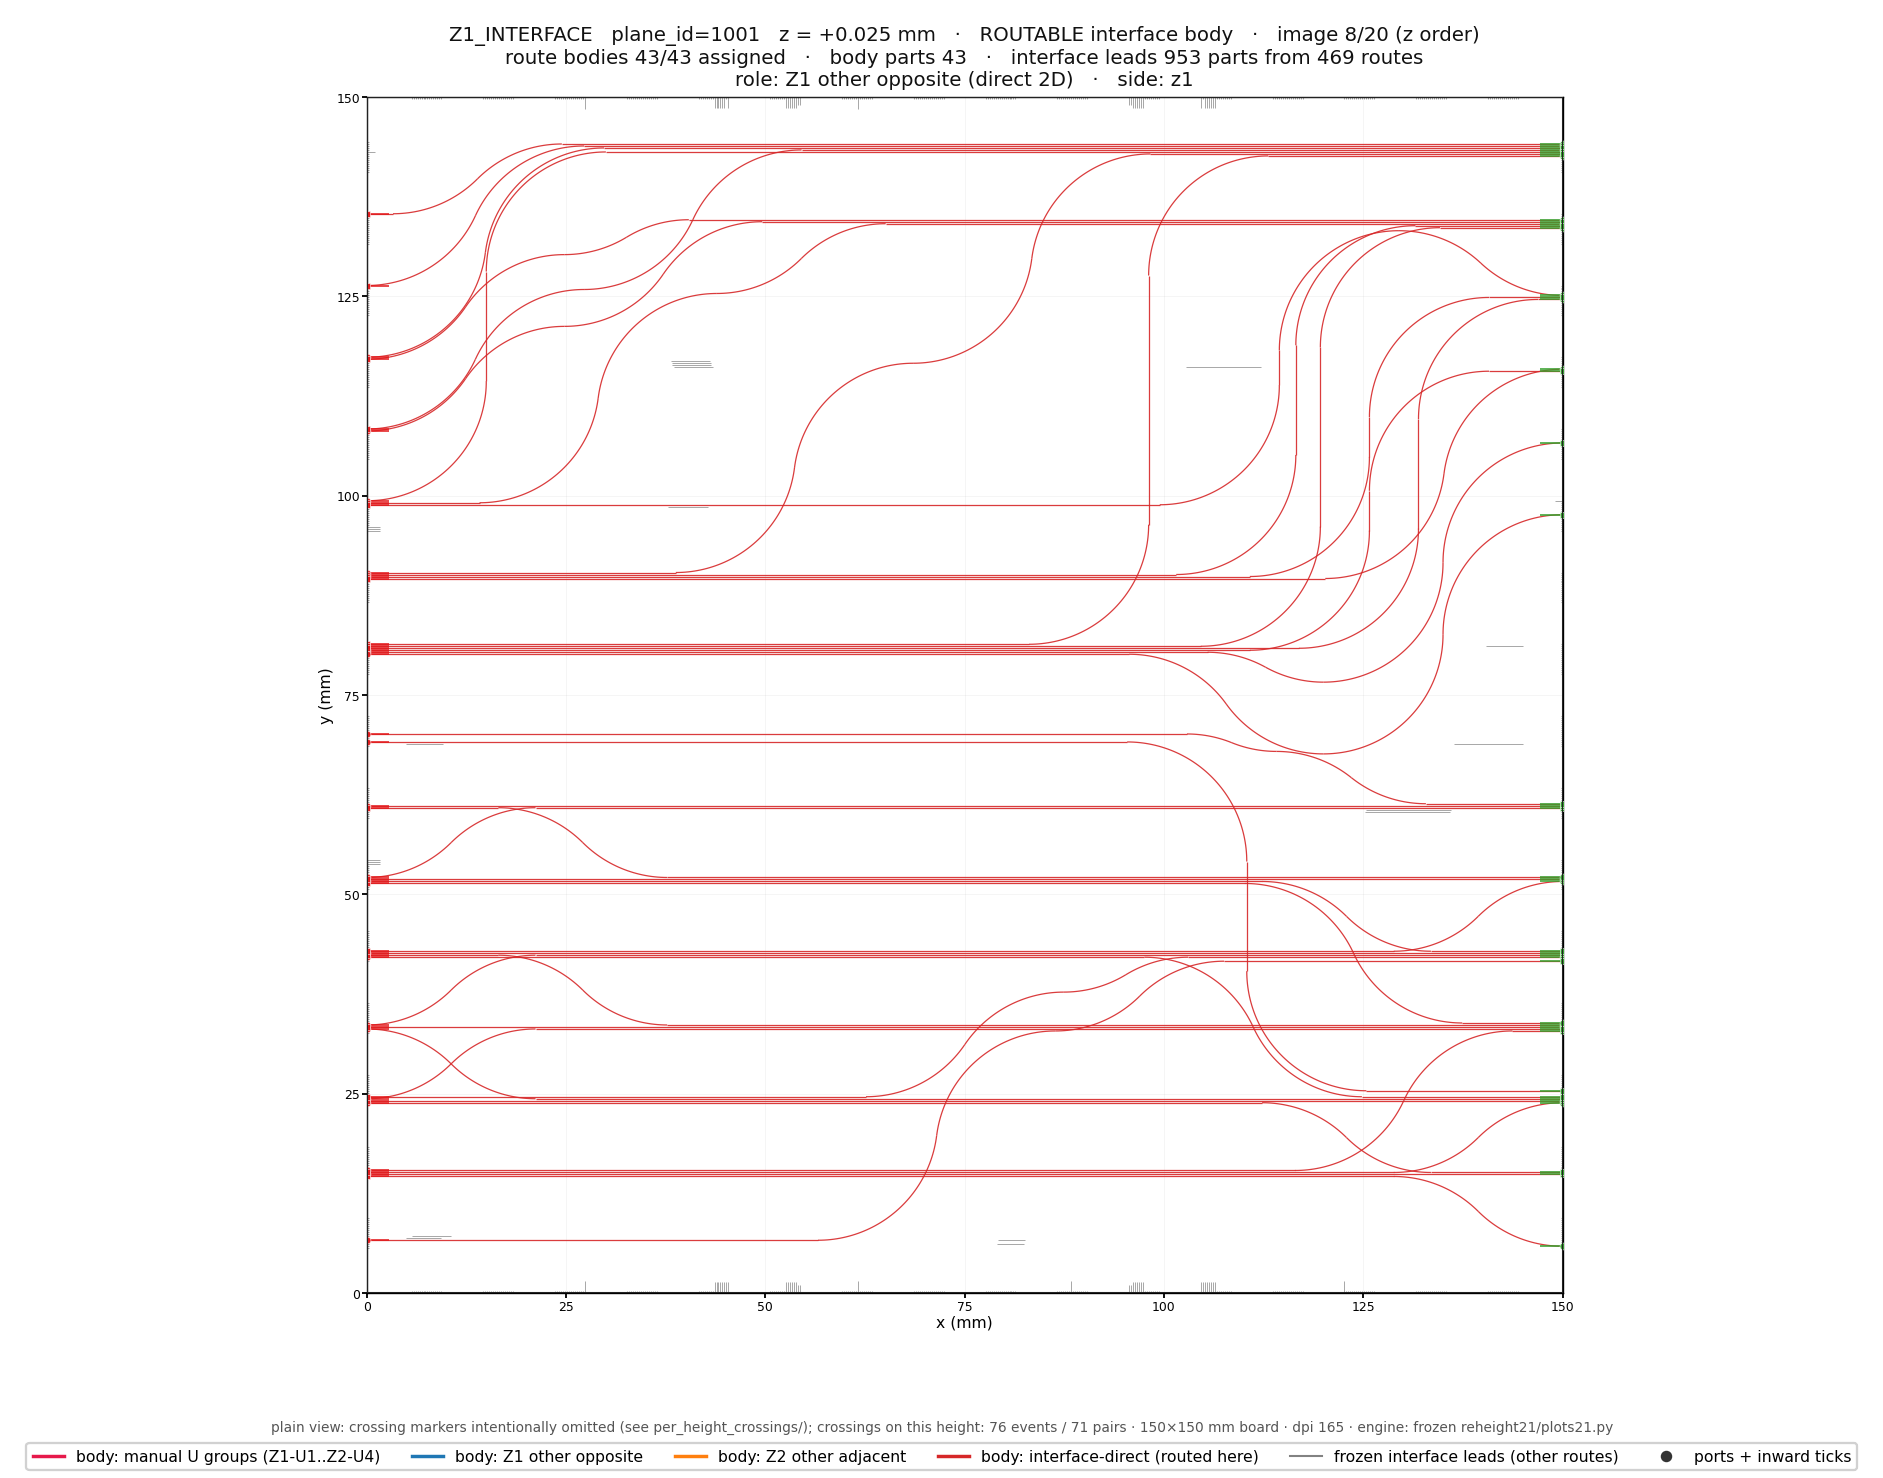 Z1_INTERFACE   plane_id=1001   z = +0.025 mm   ·   ROUTABLE interface body   ·   image 8/20 (z order)
route bodies 43/43 assigned   ·   body parts 43   ·   interface leads 953 parts from 469 routes
role: Z1 other opposite (direct 2D)   ·   side: z1
150
125
100
75
50
25
0
y (mm)
0 25 50 75 100 125 150
x (mm)
plain view: crossing markers intentionally omitted (see per_height_crossings/); crossings on this height: 76 events / 71 pairs · 150×150 mm board · dpi 165 · engine: frozen reheight21/plots21.py
body: manual U groups (Z1-U1..Z2-U4) body: Z1 other opposite body: Z2 other adjacent body: interface-direct (routed here) frozen interface leads (other routes) ports + inward ticks